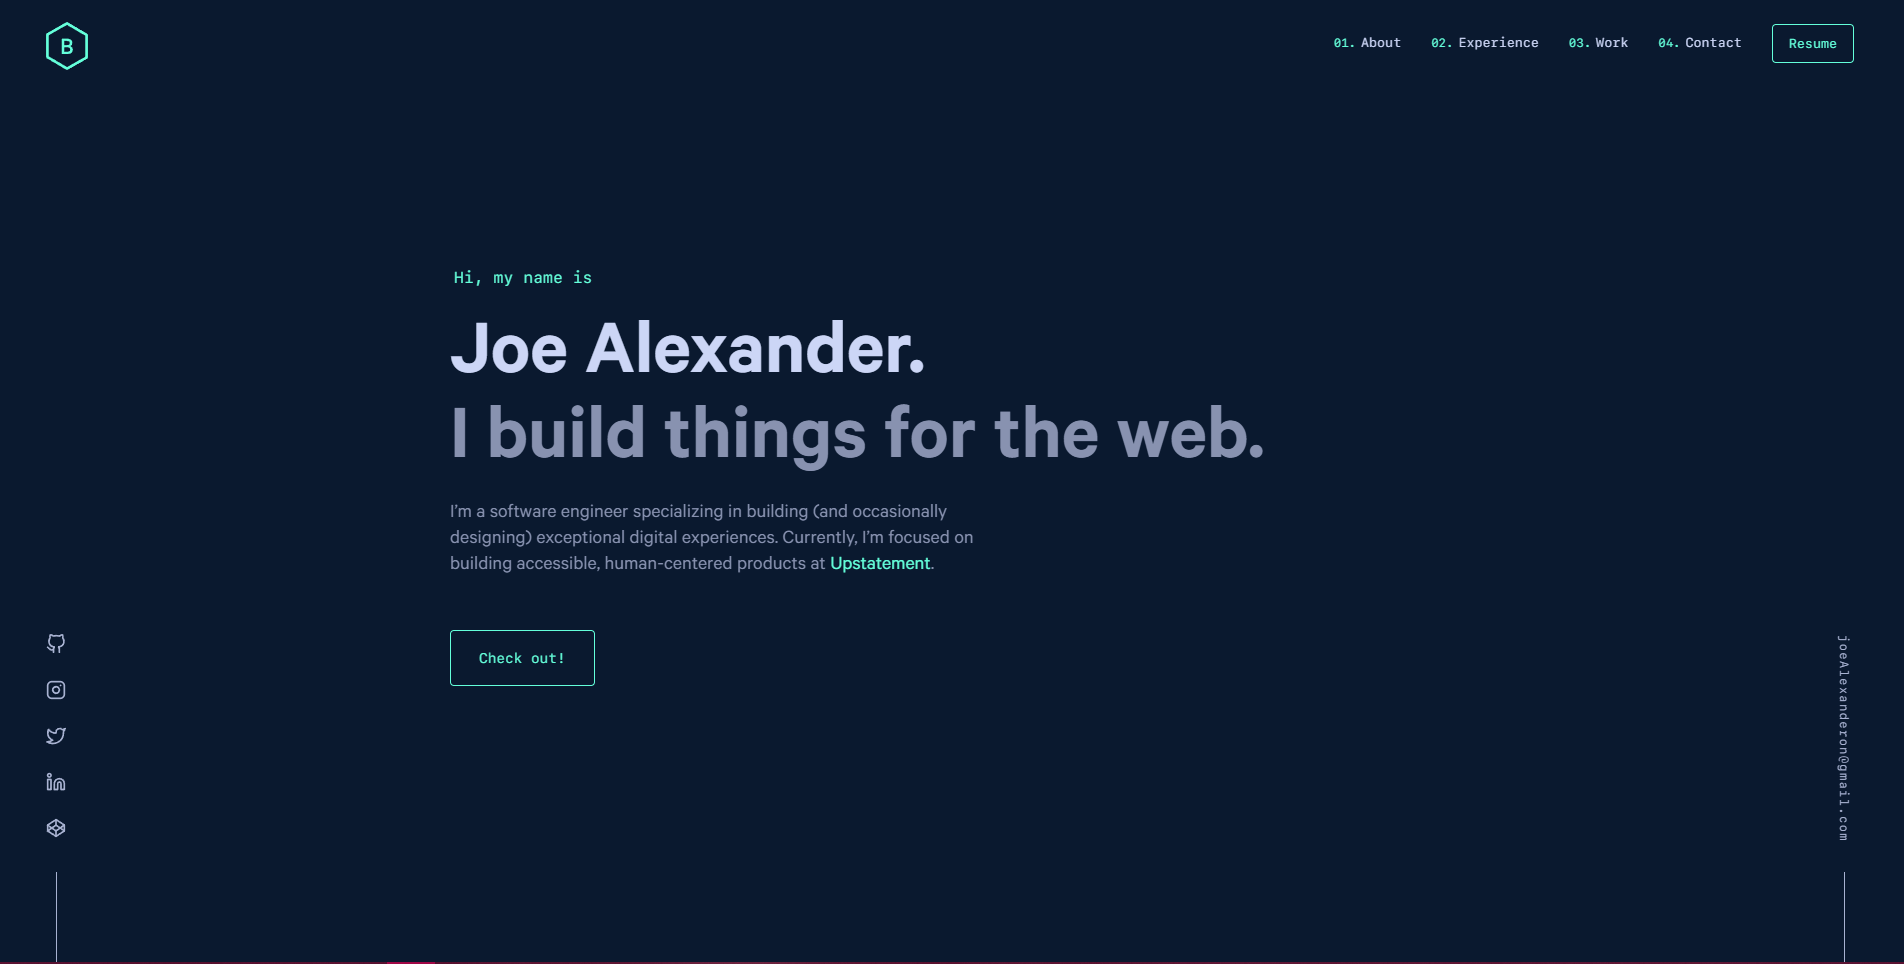 B
01. About 02. Experience 03. Work 04. Contact Resume
Hi, my name is
Joe Alexander.
I build things for the web.
I'm a software engineer specializing in building (and occasionally
designing) exceptional digital experiences. Currently, I'm focused on
building accessible, human-centered products at Upstatement.
Check out!
in
joeAlexanderon@gmail.com